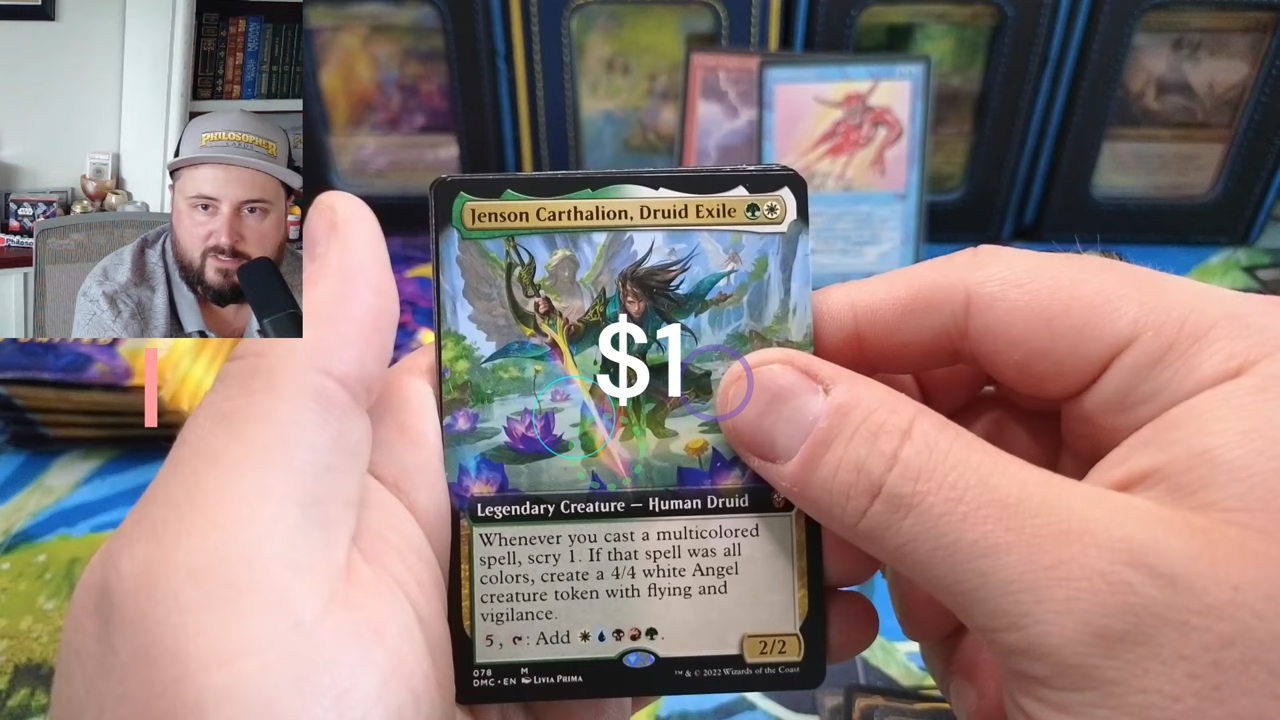 PHILOSOPHER
CARDS
Jenson Carthalion, Druid Exile
$1
Legendary Creature — Human Druid
Whenever you cast a multicolored
spell, scry 1. If that spell was all
colors, create a 4/4 white Angel
creature token with flying and
vigilance.
5, : Add .
2/2
078 M
DMC • EN LIVIA PRIMA
™ & © 2022 Wizards of the Coast